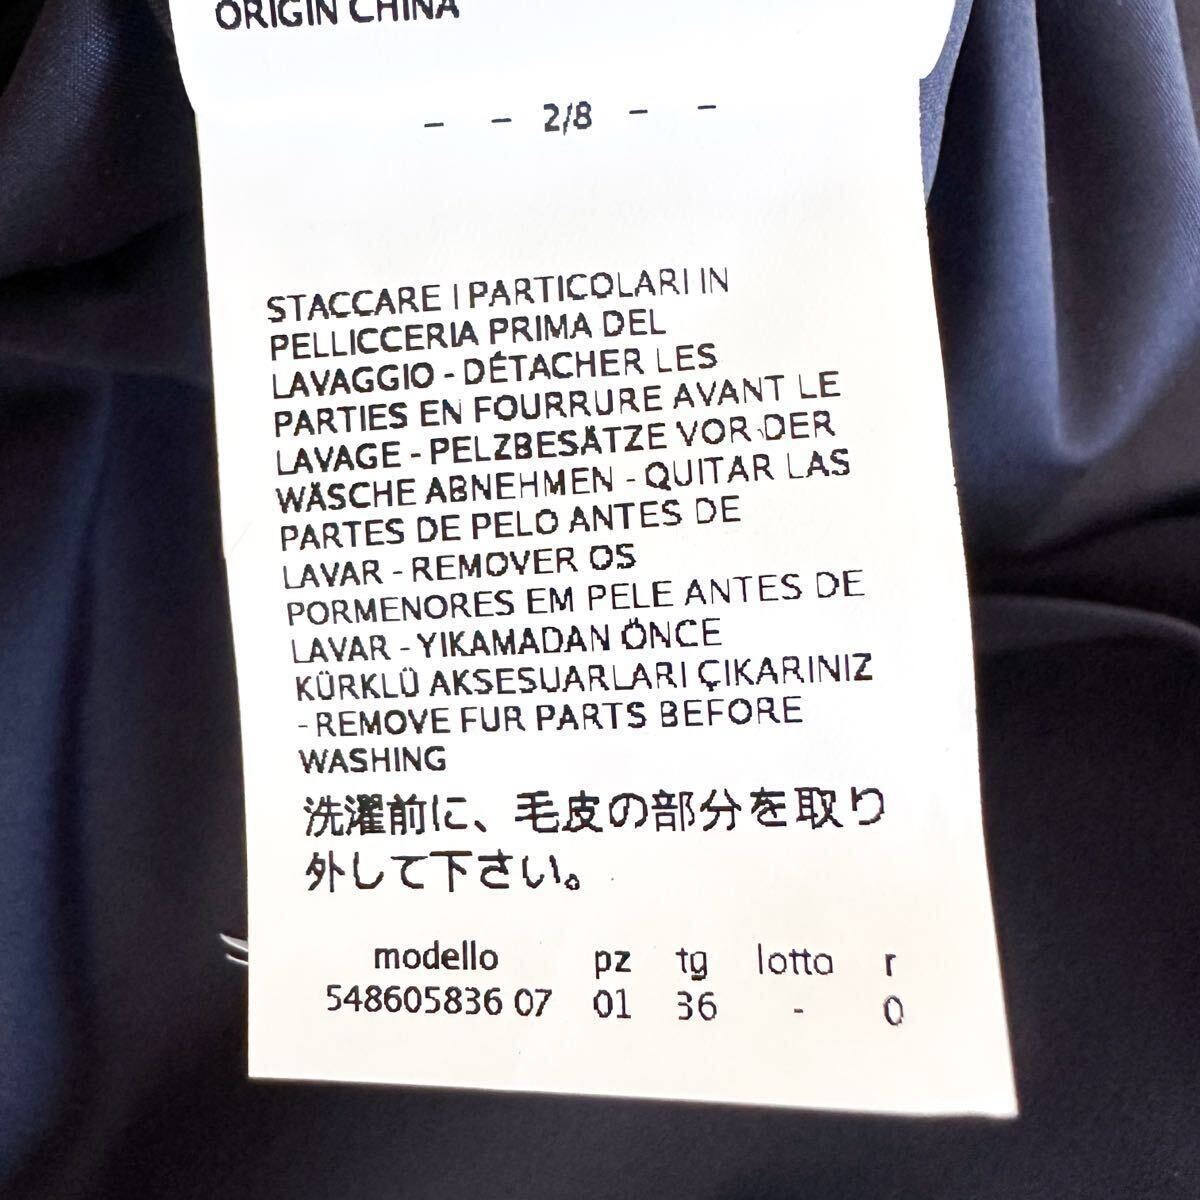 ORIGIN CHINA
- - 2/8 - -
STACCARE I PARTICOLARI IN
PELLICCERIA PRIMA DEL
LAVAGGIO - DÉTACHER LES
PARTIES EN FOURRURE AVANT LE
LAVAGE - PELZBESÄTZE VOR DER
WÄSCHE ABNEHMEN - QUITAR LAS
PARTES DE PELO ANTES DE
LAVAR - REMOVER OS
PORMENORES EM PELE ANTES DE
LAVAR - YIKAMADAN ÖNCE
KÜRKLÜ AKSESUARLARI ÇIKARINIZ
- REMOVE FUR PARTS BEFORE
WASHING
洗濯前に、毛皮の部分を取り
外して下さい。
modello pz tg lotto r
548605836 07 01 36 - 0